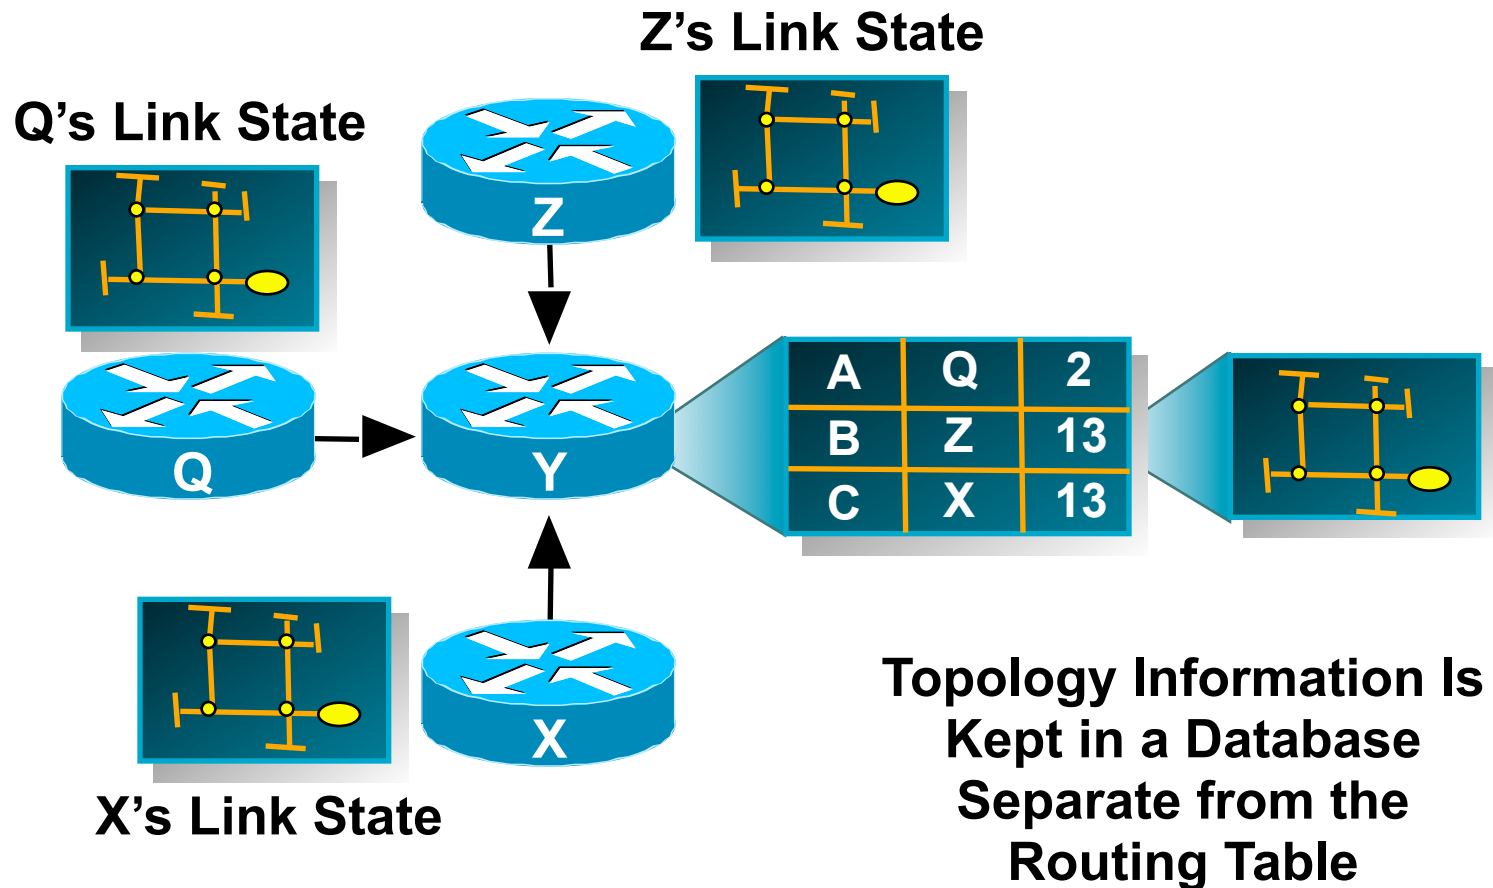 Z’s Link State
Q’s Link State
Z
A Q 2
B Z 13
C X 13
Q
Y
X
X’s Link State
Topology Information Is
Kept in a Database
Separate from the
Routing Table